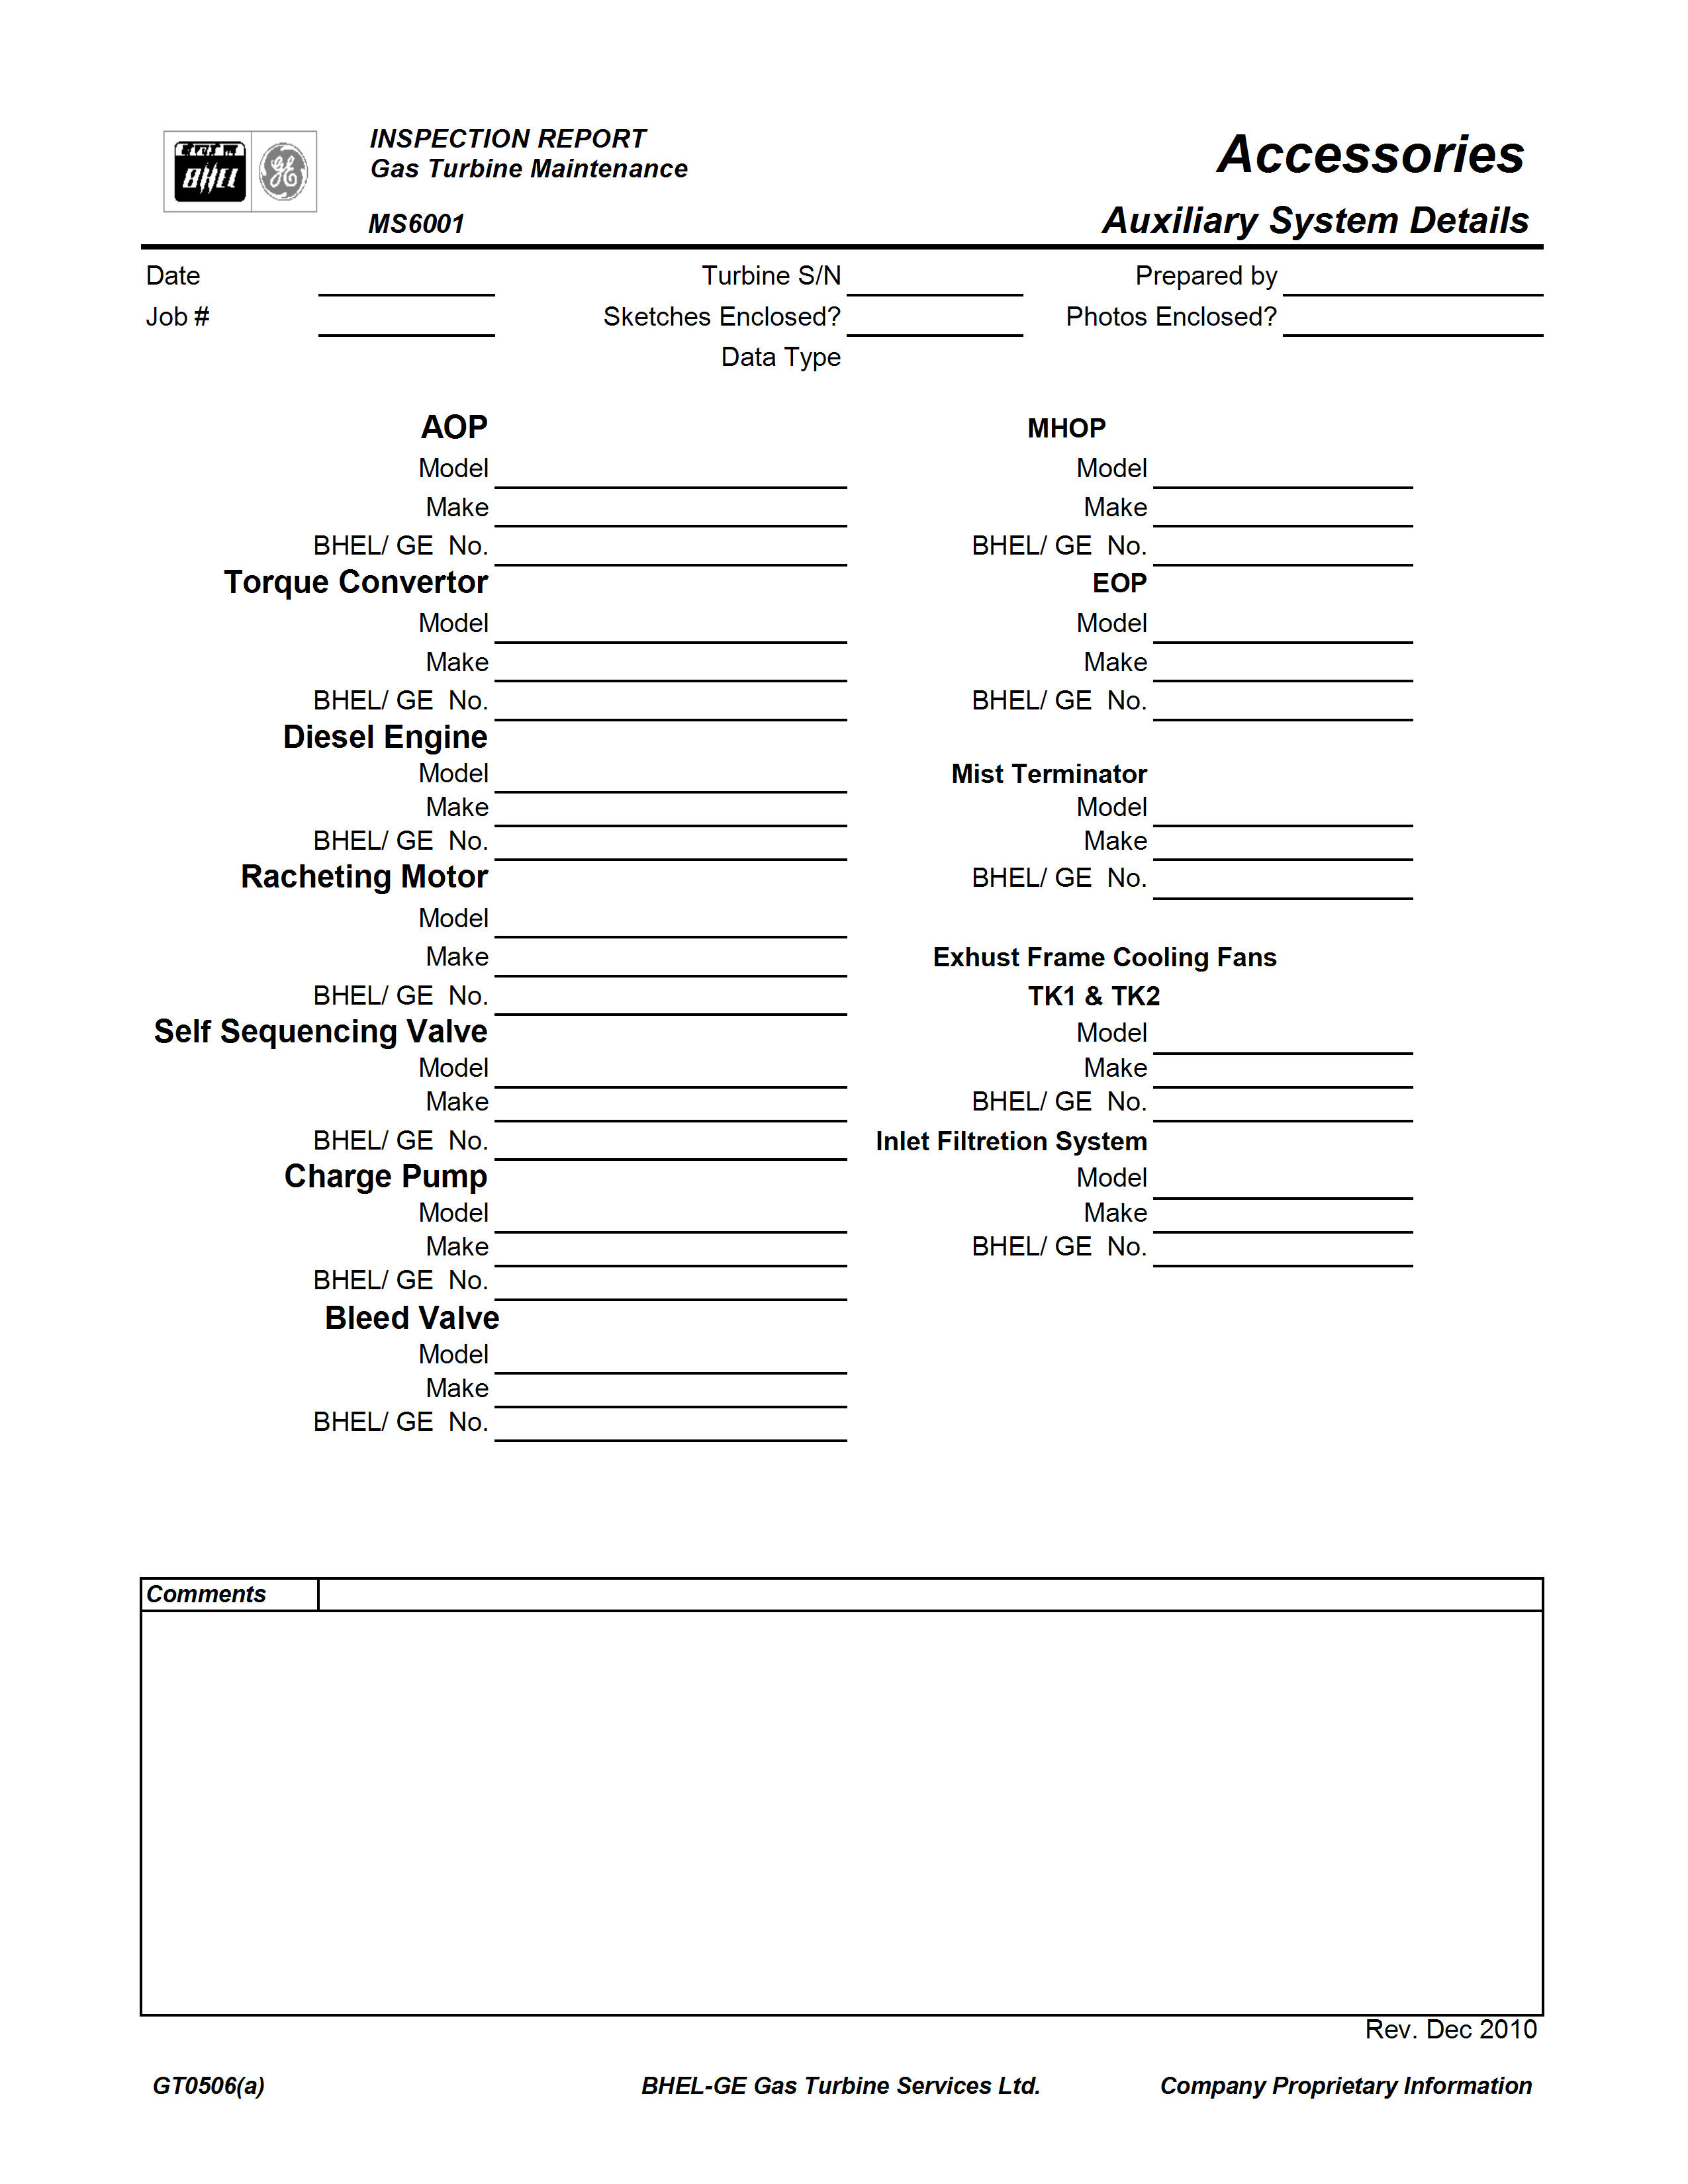 BHEL
GE
INSPECTION REPORT
Gas Turbine Maintenance
MS6001
Accessories
Auxiliary System Details
Date Turbine S/N Prepared by
Job # Sketches Enclosed? Photos Enclosed?
Data Type
AOP MHOP
Model Model
Make Make
BHEL/ GE No. BHEL/ GE No.
Torque Convertor EOP
Model Model
Make Make
BHEL/ GE No. BHEL/ GE No.
Diesel Engine
Model Mist Terminator
Make Model
BHEL/ GE No. Make
Racheting Motor BHEL/ GE No.
Model
Make Exhust Frame Cooling Fans
BHEL/ GE No. TK1 & TK2
Self Sequencing Valve Model
Model Make
Make BHEL/ GE No.
BHEL/ GE No. Inlet Filtretion System
Charge Pump Model
Model Make
Make BHEL/ GE No.
BHEL/ GE No.
Bleed Valve
Model
Make
BHEL/ GE No.
Comments
Rev. Dec 2010
GT0506(a) BHEL-GE Gas Turbine Services Ltd. Company Proprietary Information